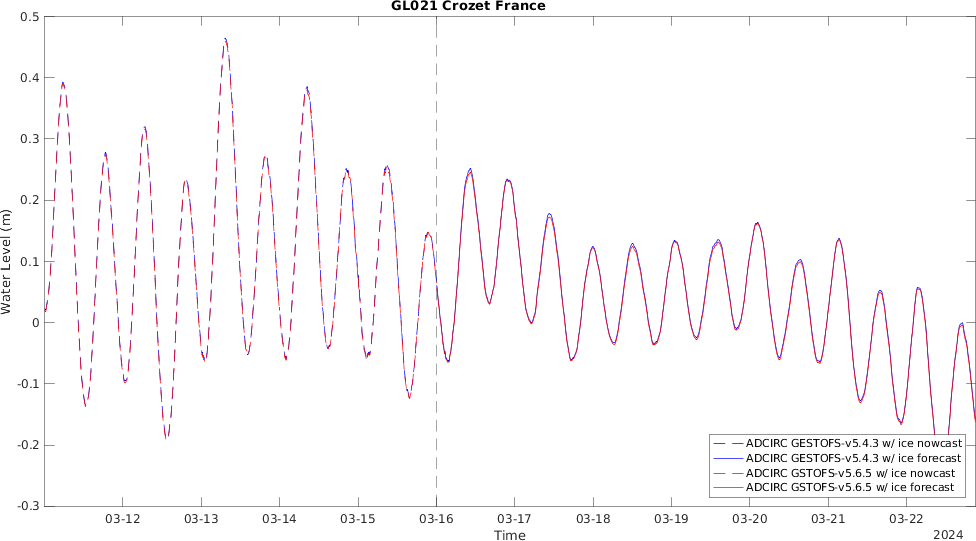 GL021 Crozet France
0.5
0.4
0.3
0.2
0.1
0
-0.1
-0.2
-0.3
Water Level (m)
03-12 03-13 03-14 03-15 03-16 03-17 03-18 03-19 03-20 03-21 03-22
Time
2024
ADCIRC GESTOFS-v5.4.3 w/ ice nowcast
ADCIRC GESTOFS-v5.4.3 w/ ice forecast
ADCIRC GSTOFS-v5.6.5 w/ ice nowcast
ADCIRC GSTOFS-v5.6.5 w/ ice forecast